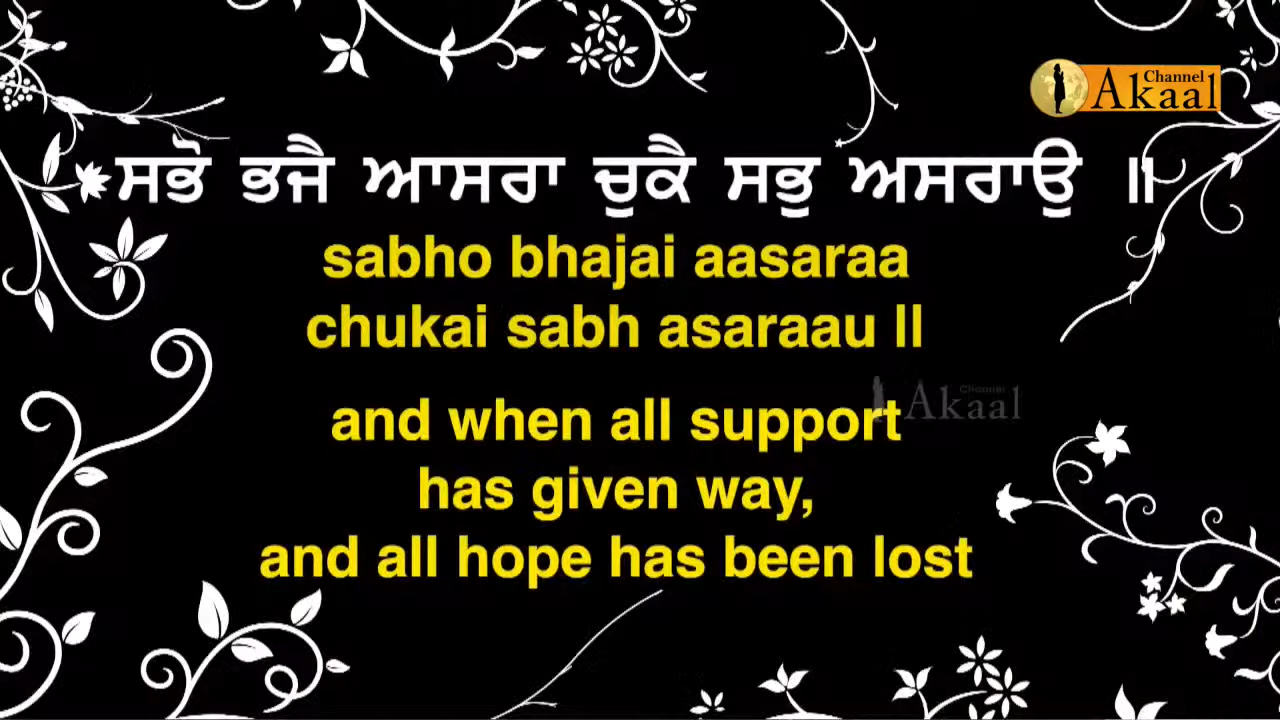 Channel
Akaal
ਸਭੋ ਭਜੈ ਆਸਰਾ ਚੁਕੈ ਸਭੁ ਅਸਰਾਉ ॥
sabho bhajai aasaraa
chukai sabh asaraau ||
Channel
Akaal
and when all support
has given way,
and all hope has been lost